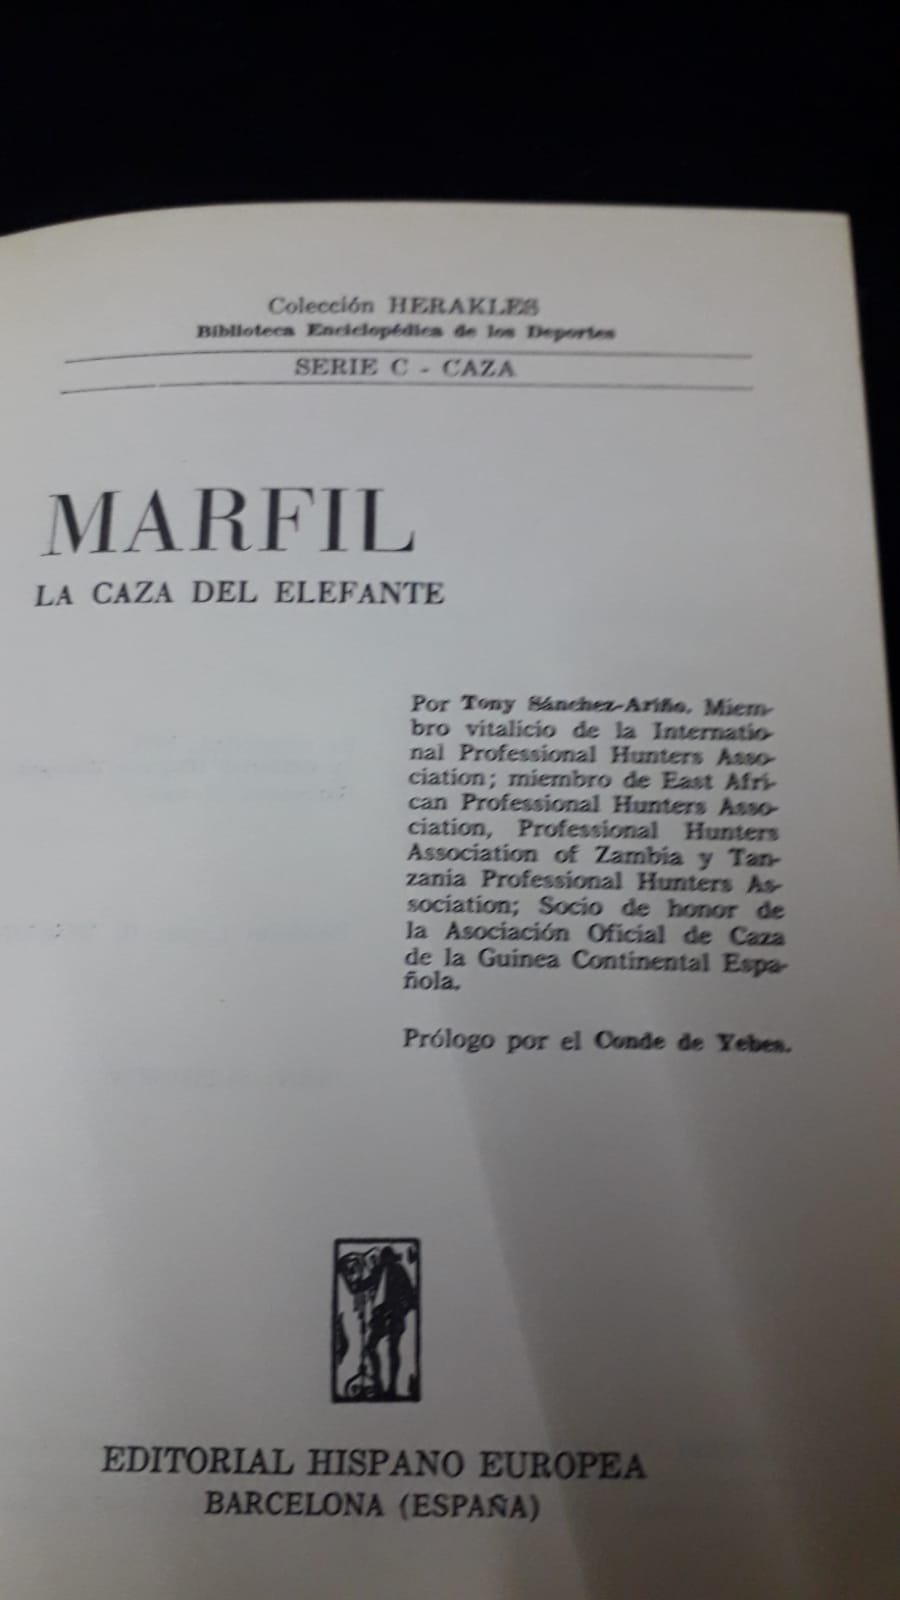 Colección HERAKLES
Biblioteca Enciclopédica de los Deportes
SERIE C - CAZA
MARFIL
LA CAZA DEL ELEFANTE
Por Tony Sánchez-Ariño. Miem-
bro vitalicio de la Internatio-
nal Professional Hunters Asso-
ciation; miembro de East Afri-
can Professional Hunters Asso-
ciation, Professional Hunters
Association of Zambia y Tan-
zania Professional Hunters As-
sociation; Socio de honor de
la Asociación Oficial de Caza
de la Guinea Continental Espa-
ñola.
Prólogo por el Conde de Yebes.
EDITORIAL HISPANO EUROPEA
BARCELONA (ESPAÑA)